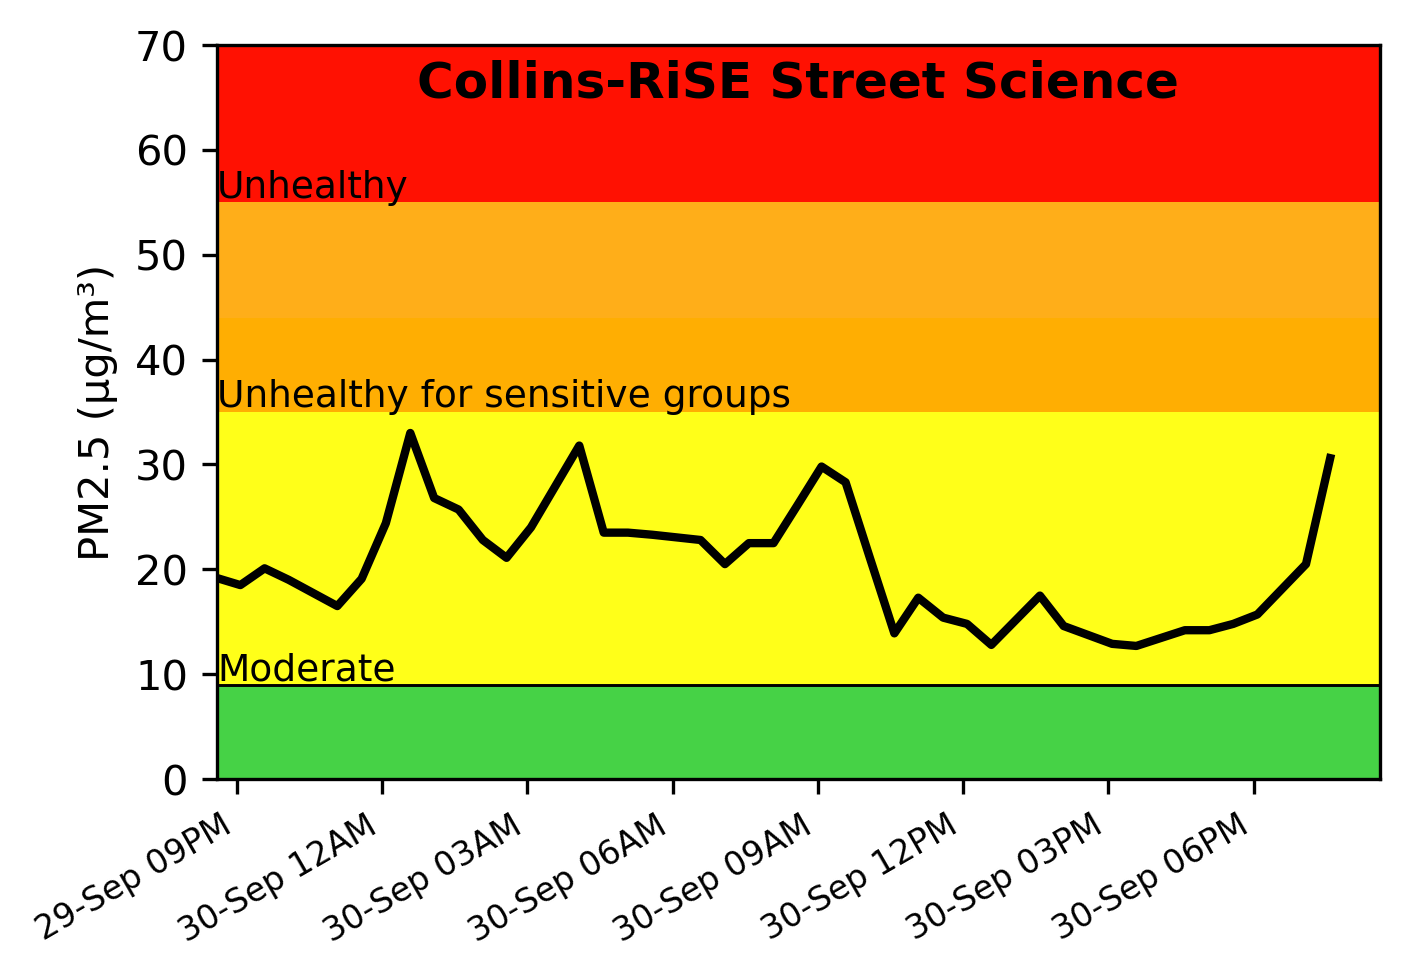 Collins-RiSE Street Science
70
60
Unhealthy
50
40
Unhealthy for sensitive groups
30
20
10
Moderate
0
PM2.5 (µg/m³)
29-Sep 09PM
30-Sep 12AM
30-Sep 03AM
30-Sep 06AM
30-Sep 09AM
30-Sep 12PM
30-Sep 03PM
30-Sep 06PM